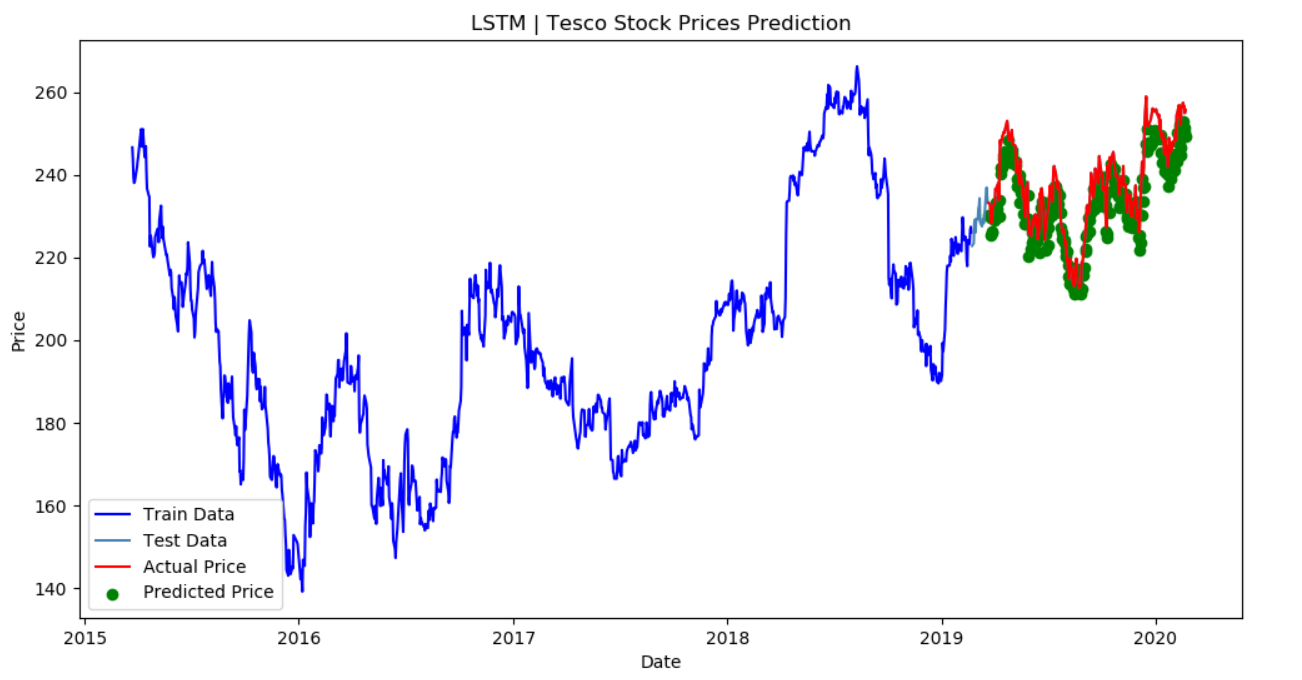 LSTM | Tesco Stock Prices Prediction
Price
260
240
220
200
180
160
140
Train Data
Test Data
Actual Price
Predicted Price
2015 2016 2017 2018 2019 2020
Date